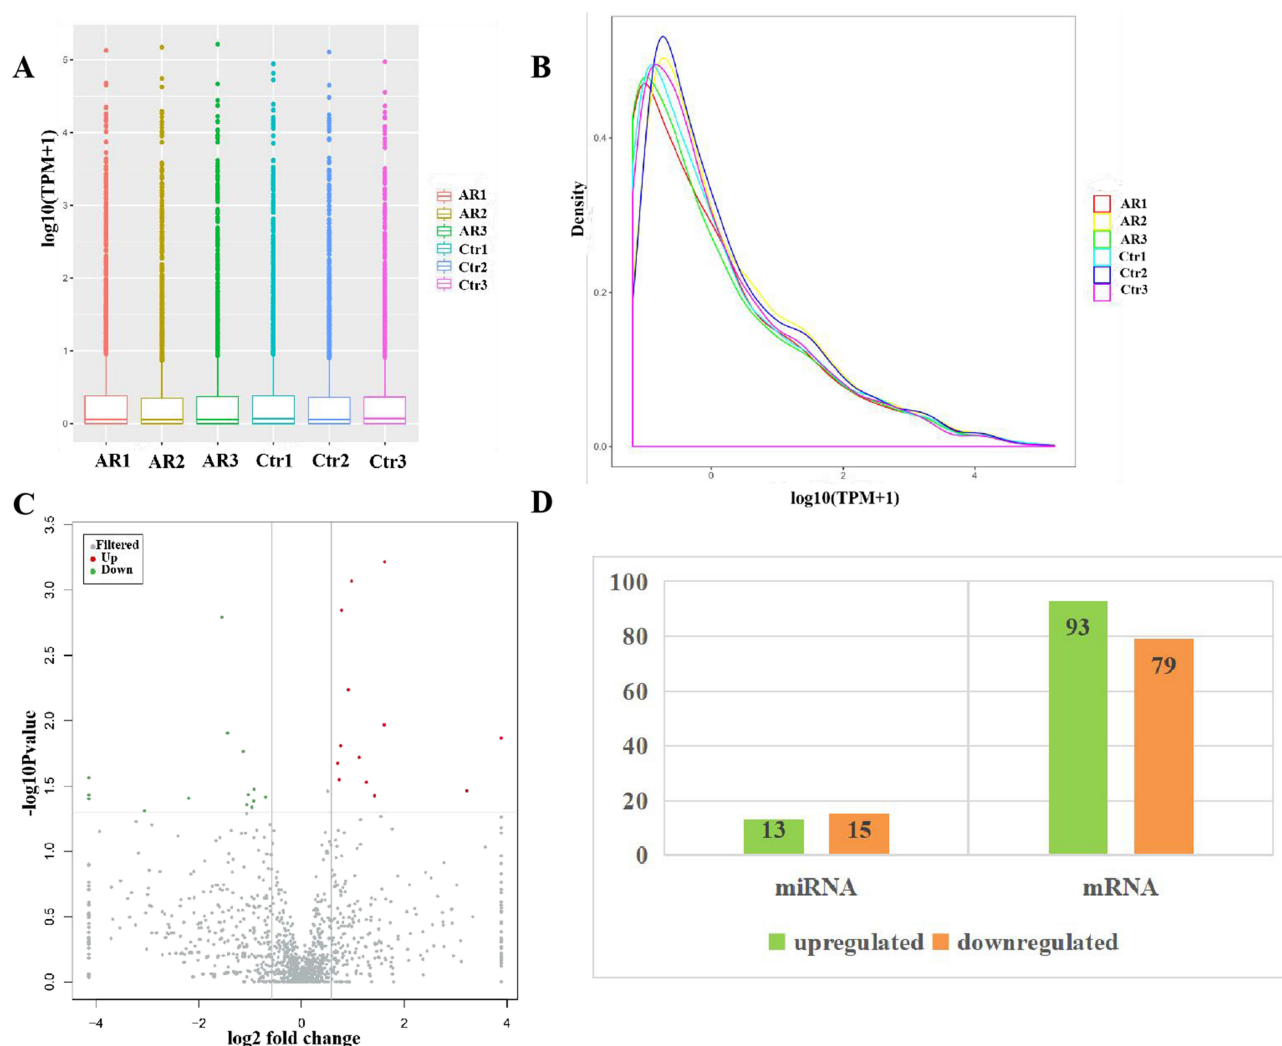 A
log10(TPM+1)
5
4
3
2
1
0
AR1
AR2
AR3
Ctr1
Ctr2
Ctr3
AR1 AR2 AR3 Ctr1 Ctr2 Ctr3
B
Density
0.4
0.2
0.0
0 2 4
log10(TPM+1)
AR1
AR2
AR3
Ctr1
Ctr2
Ctr3
C
-log10Pvalue
3.5
3.0
2.5
2.0
1.5
1.0
0.5
0.0
Filtered
Up
Down
−4 −2 0 2 4
log2 fold change
D
100
80
60
40
20
0
13 15 93 79
miRNA mRNA
upregulated downregulated